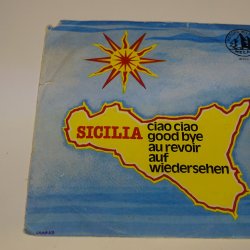 SICILIA
ciao ciao
good bye
au revoir
auf
wiedersehen